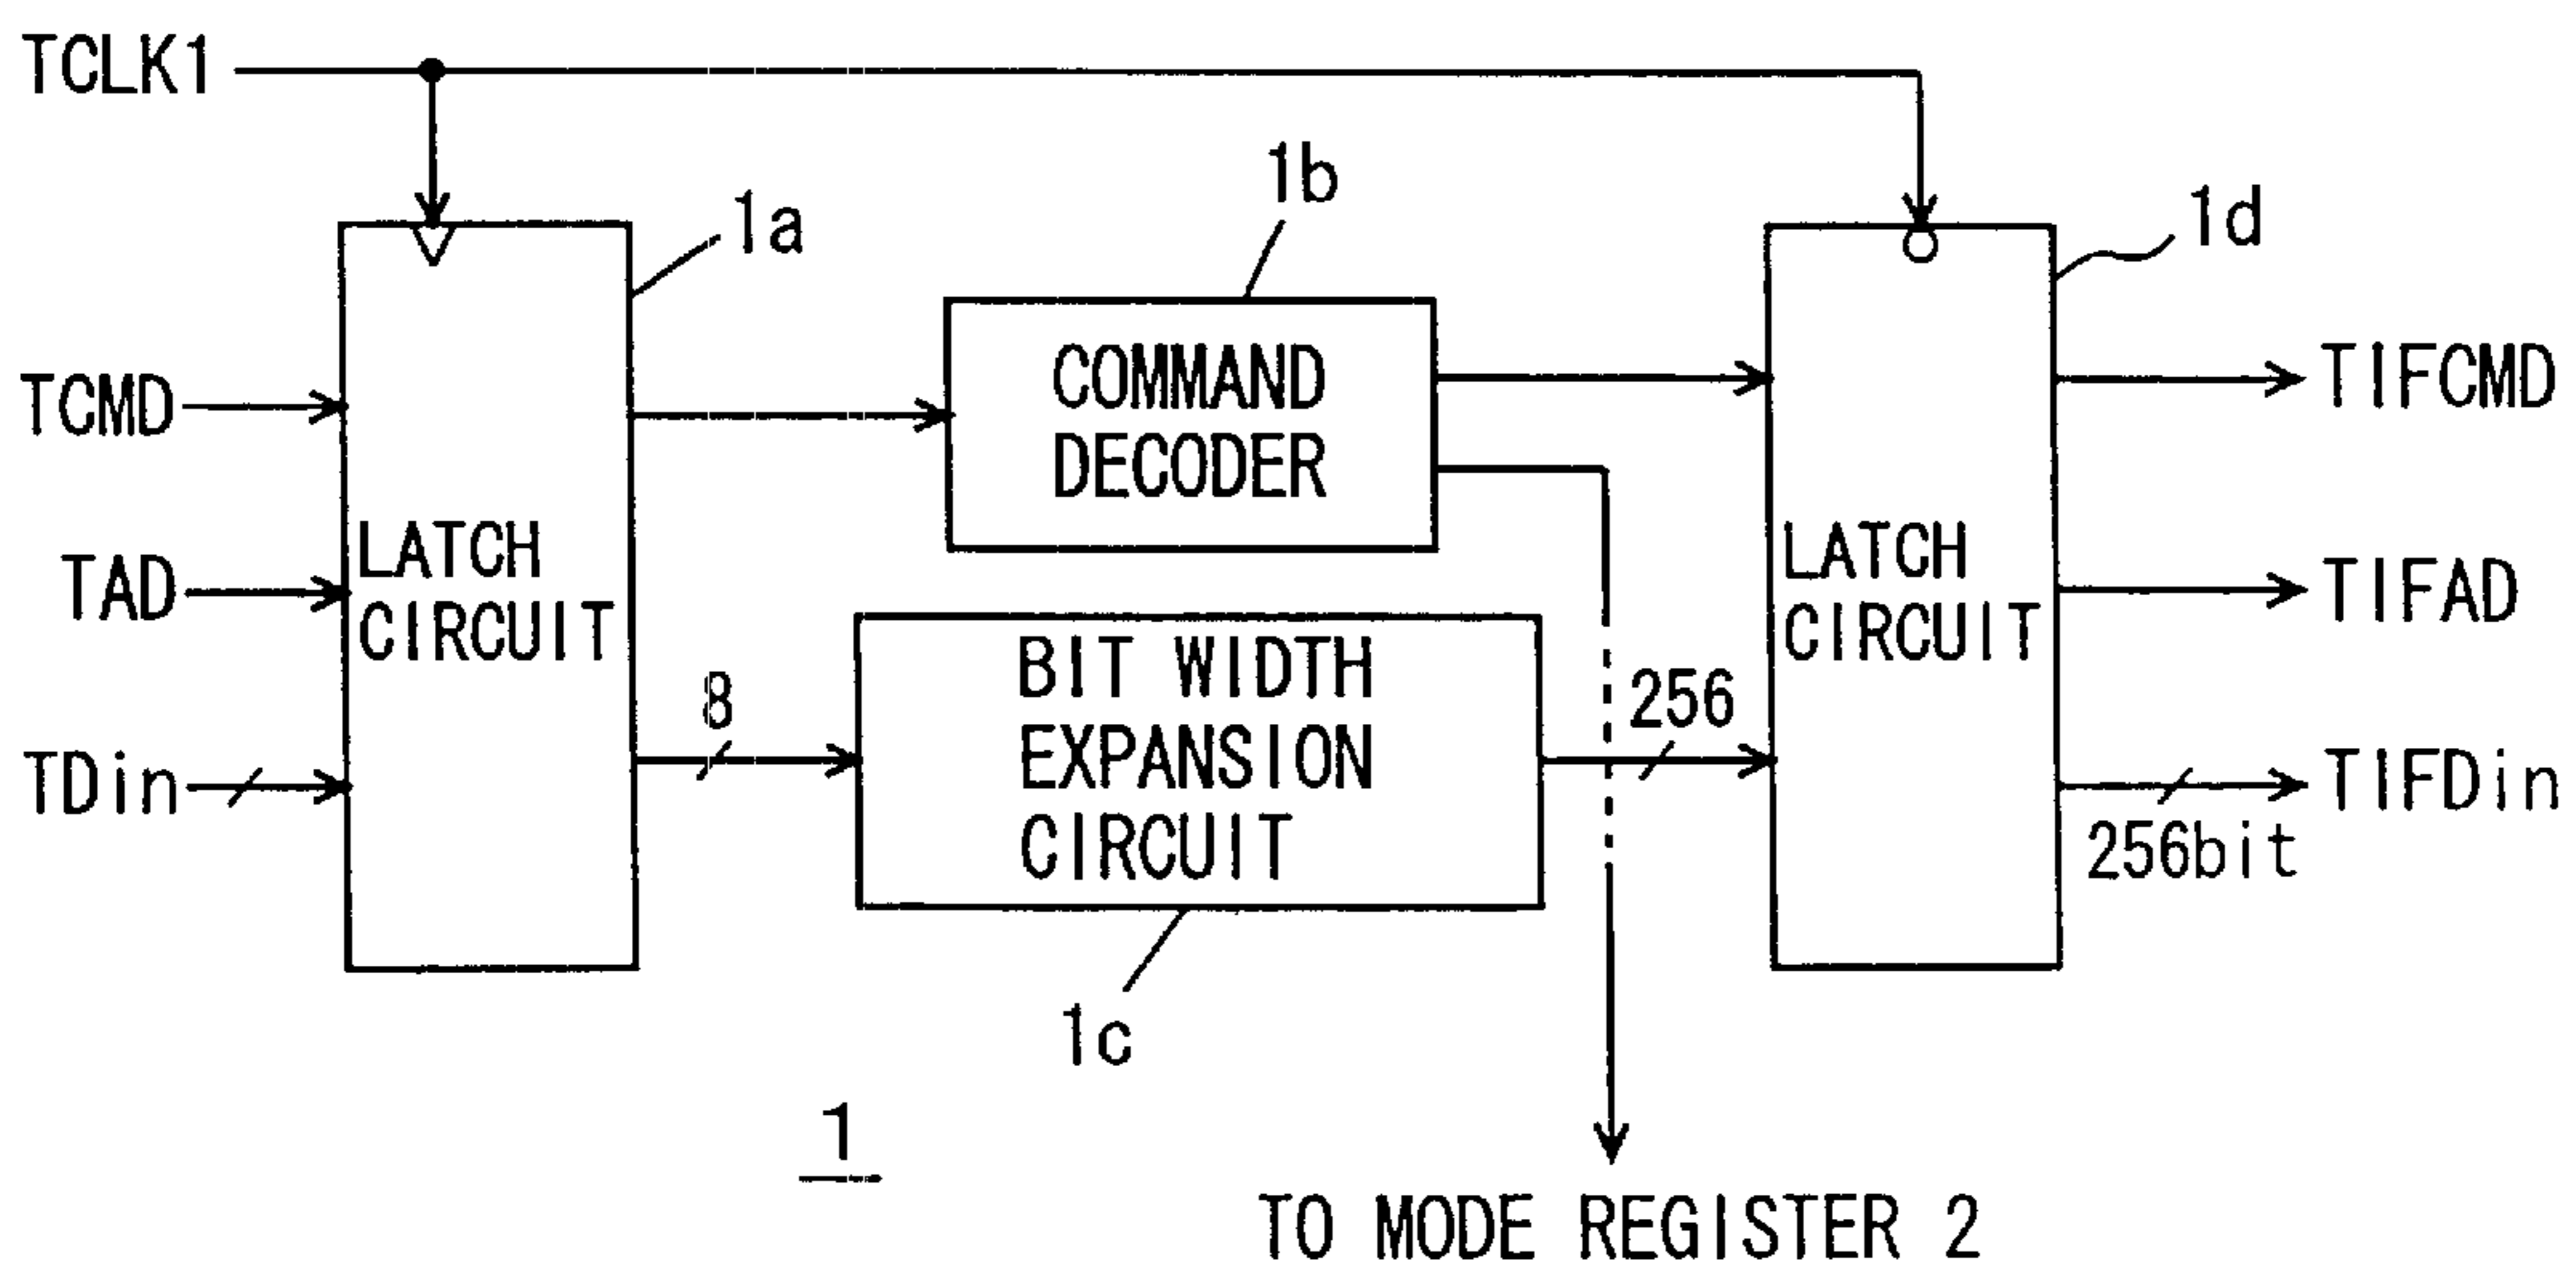 TCLK1
1b
1a
1d
TCMD
COMMAND
DECODER
TIFCMD
TAD
LATCH
CIRCUIT
LATCH
CIRCUIT
TIFAD
BIT WIDTH
EXPANSION
CIRCUIT
8
256
TDin
TIFDin
256bit
1c
1
TO MODE REGISTER 2